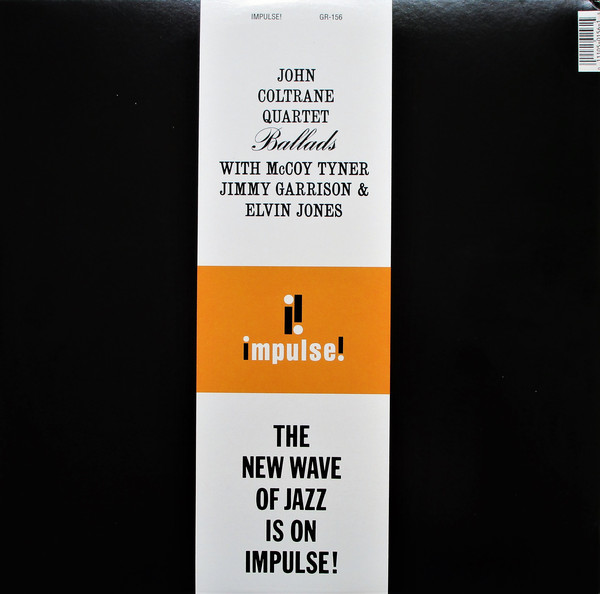 IMPULSE! GR-156
JOHN
COLTRANE
QUARTET
Ballads
WITH McCOY TYNER
JIMMY GARRISON &
ELVIN JONES
i!
impulse!
THE
NEW WAVE
OF JAZZ
IS ON
IMPULSE!